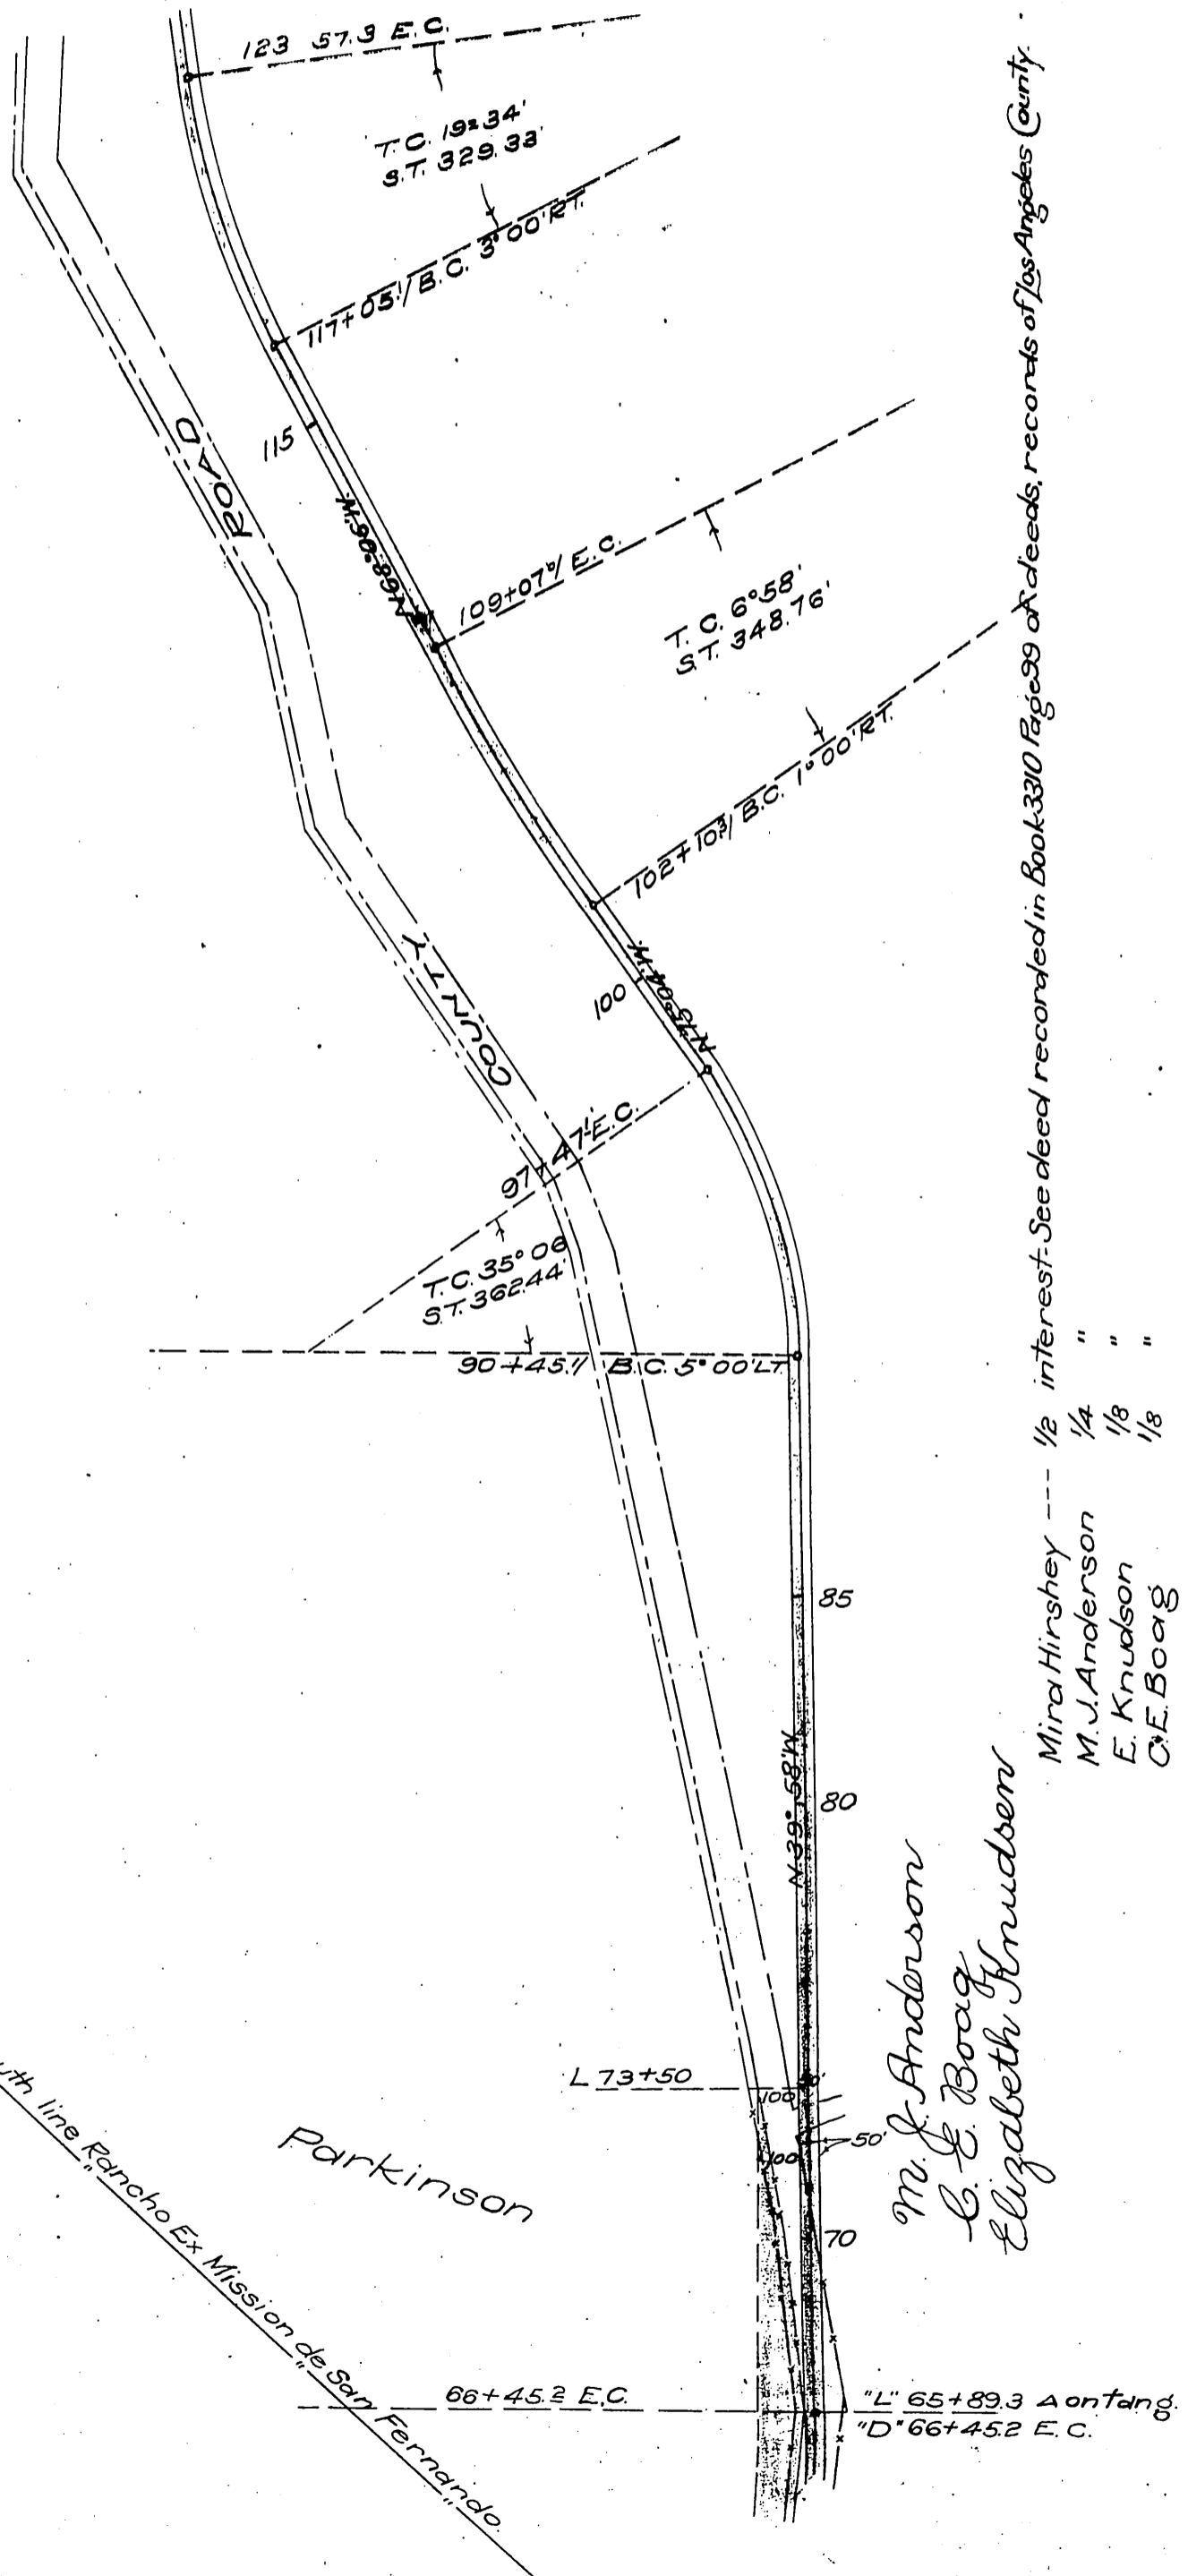 123 57.3 E.C.
T.C. 19°34'
S.T. 329.33'
117+05.1 B.C. 3°00' RT.
115
N.68°06'W.
ROAD
109+07.0 E.C.
T.C. 6°58'
S.T. 348.76'
102+10.3 B.C. 1°00' RT.
100
N.75°04'W.
COUNTY
97+47.1 E.C.
T.C. 35°06
S.T. 362.44'
90+45.1 B.C. 5°00' LT.
85
N.39°58'W
80
L 73+50
100
50'
100
70
Parkinson
uth line Rancho Ex Mission de San Fernando.
66+45.2 E.C.
"L" 65+89.3 Δ on tang.
"D" 66+45.2 E.C.
M. J. Anderson
C. E. Boag
Elizabeth Knudsen
Mira Hirshey --- 1/2 interest-See deed recorded in Book 3310 Page 99 of deeds, records of Los Angeles County.
M. J. Anderson 1/4 "
E. Knudson 1/8 "
C. E. Boag 1/8 "